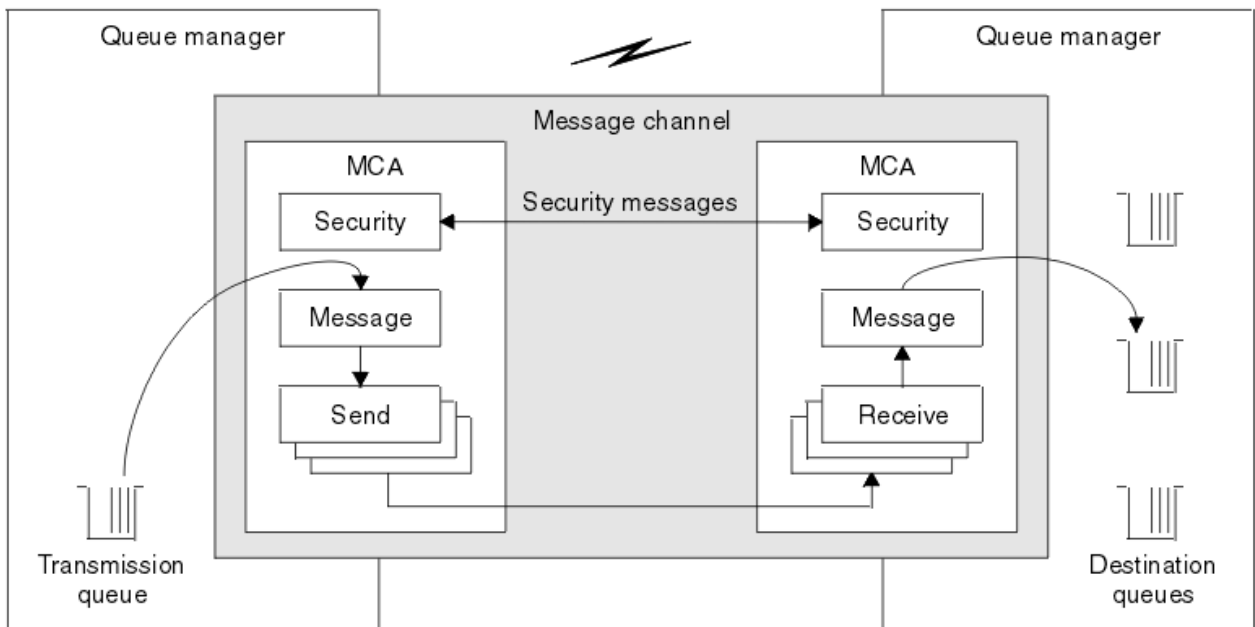 Queue manager
Queue manager
Message channel
MCA
MCA
Security
Security messages
Security
Message
Message
Send
Receive
Transmission
queue
Destination
queues